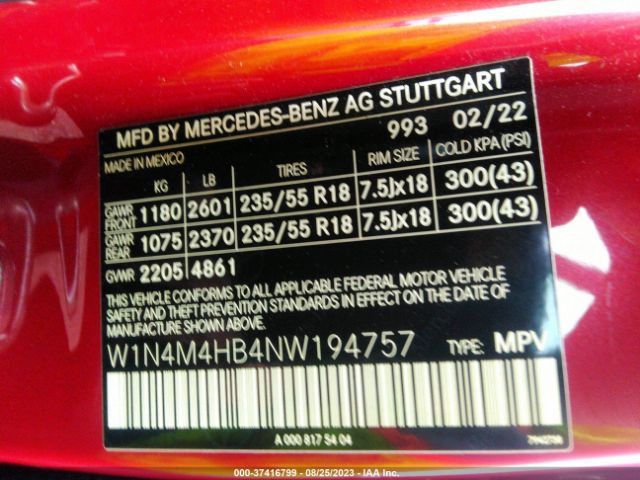 MFD BY MERCEDES-BENZ AG STUTTGART
MADE IN MEXICO 993 02/22
KG LB TIRES RIM SIZE COLD KPA (PSI)
GAWR FRONT 1180 2601 235/55 R18 7.5Jx18 300(43)
GAWR REAR 1075 2370 235/55 R18 7.5Jx18 300(43)
GVWR 2205 4861
THIS VEHICLE CONFORMS TO ALL APPLICABLE FEDERAL MOTOR VEHICLE
SAFETY AND THEFT PREVENTION STANDARDS IN EFFECT ON THE DATE OF
MANUFACTURE SHOWN ABOVE.
W1N4M4HB4NW194757 TYPE: MPV
A 000 817 54 04
000-37416799 - 08/25/2023 - IAA Inc.